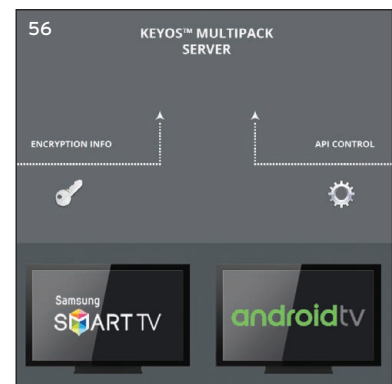 56
KEYOS™ MULTIPACK
SERVER
ENCRYPTION INFO
API CONTROL
Samsung
SMART TV
androidtv